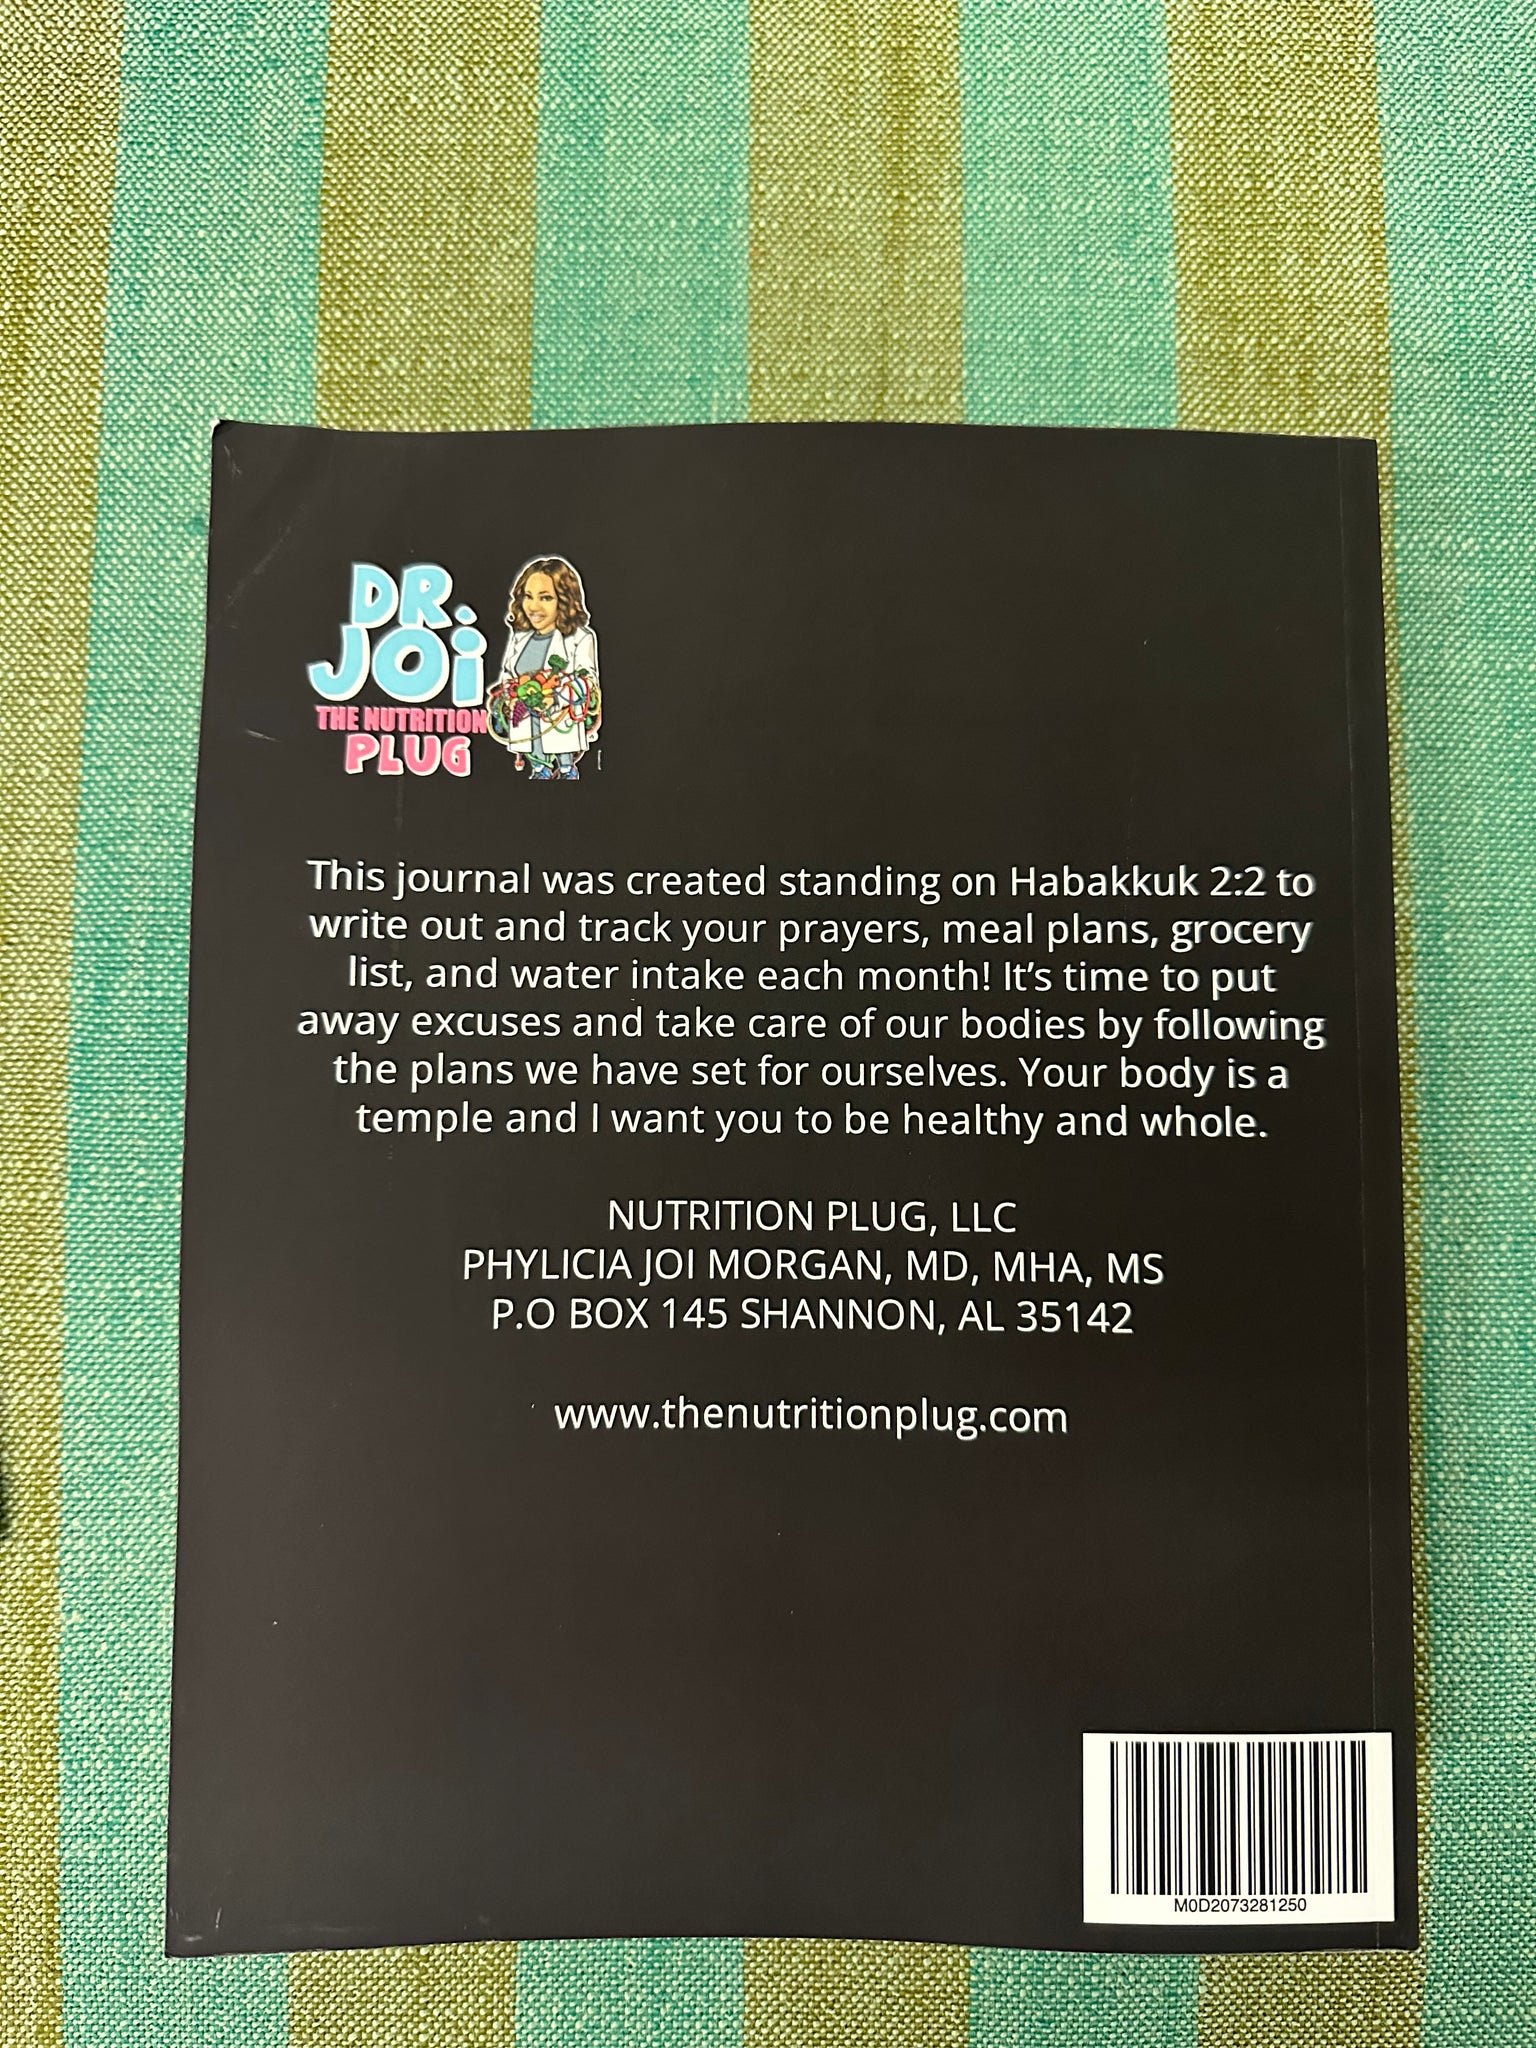 DR.
JOi
THE NUTRITION
PLUG
This journal was created standing on Habakkuk 2:2 to
write out and track your prayers, meal plans, grocery
list, and water intake each month! It’s time to put
away excuses and take care of our bodies by following
the plans we have set for ourselves. Your body is a
temple and I want you to be healthy and whole.
NUTRITION PLUG, LLC
PHYLICIA JOI MORGAN, MD, MHA, MS
P.O BOX 145 SHANNON, AL 35142
www.thenutritionplug.com
M0D2073281250